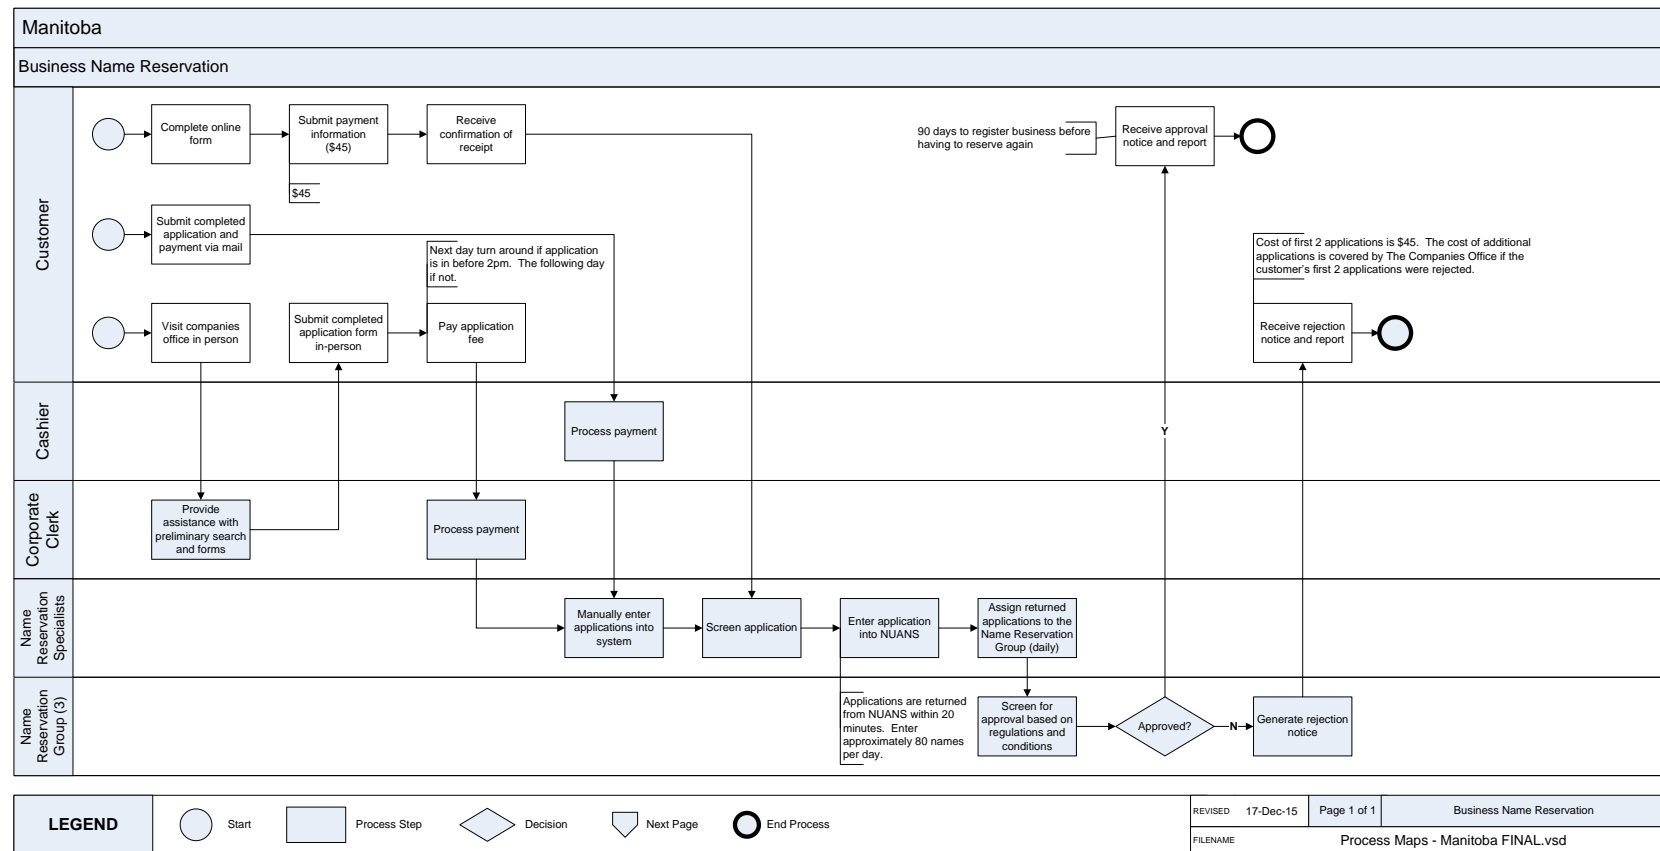 Manitoba
Business Name Reservation
Customer
Complete online
form
Submit payment
information
($45)
Receive
confirmation of
receipt
$45
90 days to register business before
having to reserve again
Receive approval
notice and report
Submit completed
application and
payment via mail
Next day turn around if application
is in before 2pm.  The following day
if not.
Cost of first 2 applications is $45.  The cost of additional
applications is covered by The Companies Office if the
customer's first 2 applications were rejected.
Visit companies
office in person
Submit completed
application form
in-person
Pay application
fee
Receive rejection
notice and report
Cashier
Process payment
Y
Corporate
Clerk
Provide
assistance with
preliminary search
and forms
Process payment
Name
Reservation
Specialists
Manually enter
applications into
system
Screen application
Enter application
into NUANS
Assign returned
applications to the
Name Reservation
Group (daily)
Name
Reservation
Group (3)
Applications are returned
from NUANS within 20
minutes.  Enter
approximately 80 names
per day.
Screen for
approval based on
regulations and
conditions
Approved?
N
Generate rejection
notice
LEGEND
Start
Process Step
Decision
Next Page
End Process
REVISED 17-Dec-15
Page 1 of 1
Business Name Reservation
FILENAME
Process Maps - Manitoba FINAL.vsd